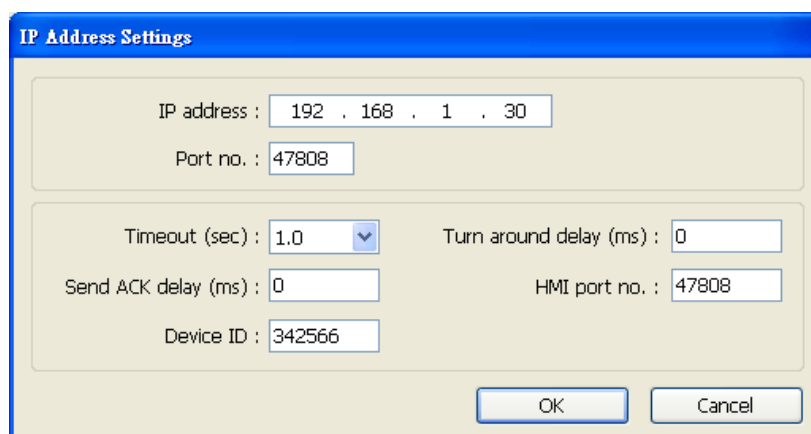 IP Address Settings
IP address : 192 . 168 . 1 . 30
Port no. : 47808
Timeout (sec) : 1.0 Turn around delay (ms) : 0
Send ACK delay (ms) : 0 HMI port no. : 47808
Device ID : 342566
OK Cancel